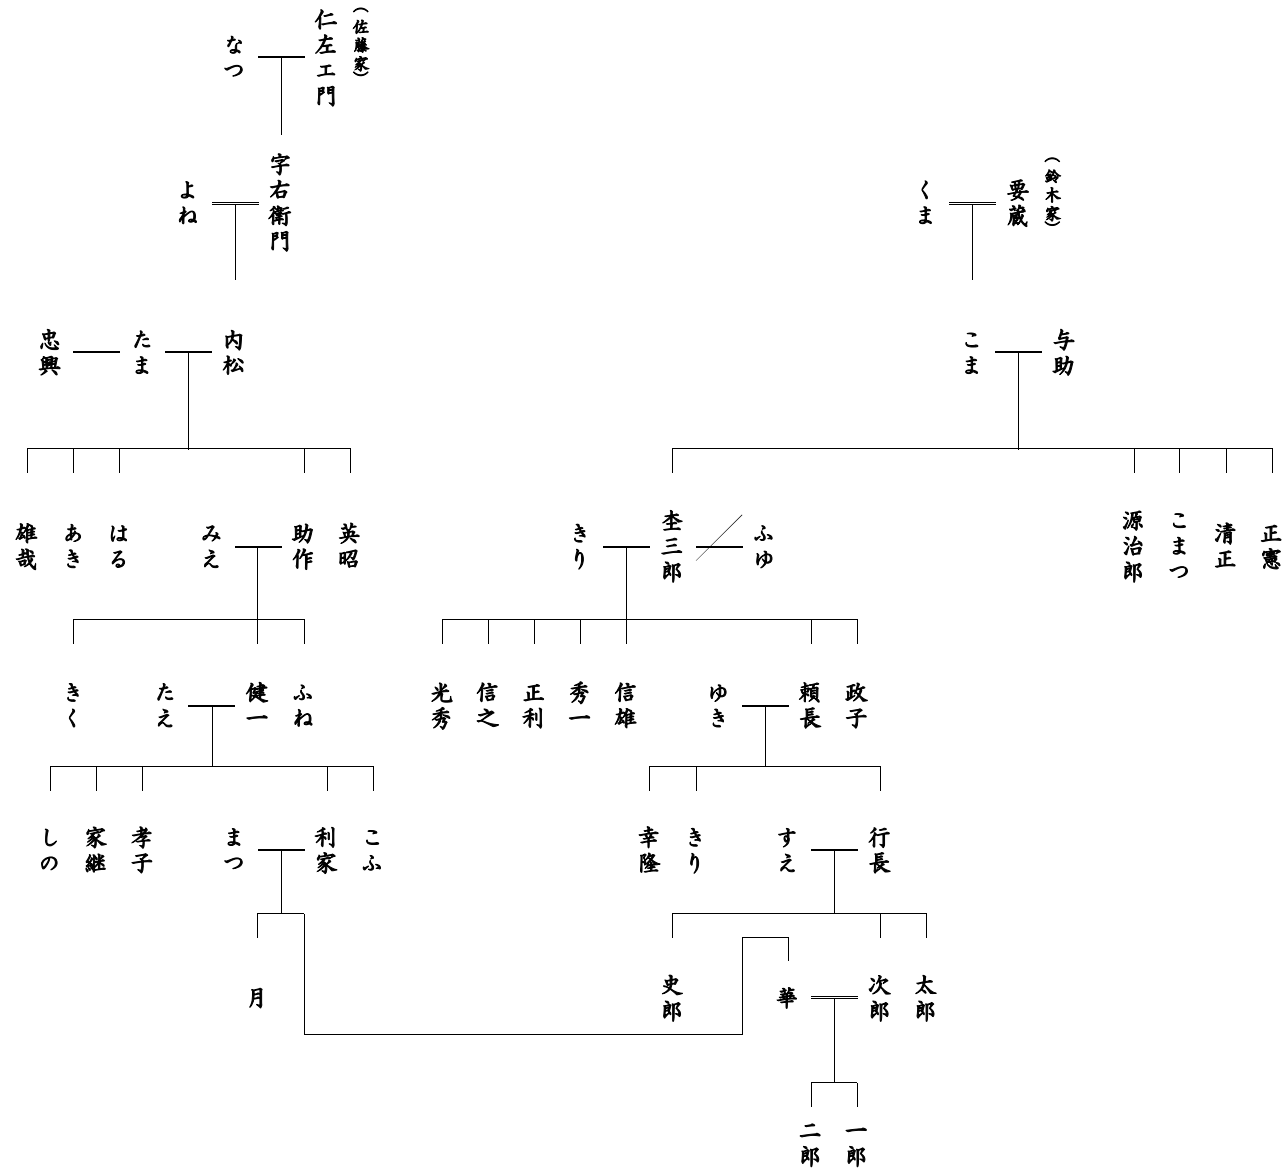 (佐藤家)
仁左エ門
なつ
字右衛門
よね
(鈴木家)
要蔵
くま
内松
たま
忠興
与助
こま
正憲
清正
こまつ
源治郎
ふゆ
杢三郎
きり
英昭
助作
みえ
はる
あき
雄哉
政子
頼長
ゆき
信雄
秀一
正利
信之
光秀
ふね
健一
たえ
きく
行長
すえ
きり
幸隆
こふ
利家
まつ
孝子
家継
しの
太郎
次郎
華
史郎
月
一郎
二郎